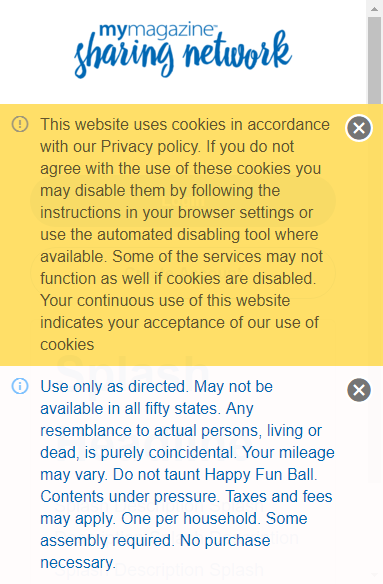 mymagazine™
sharing network
This website uses cookies in accordance
with our Privacy policy. If you do not
agree with the use of these cookies you
may disable them by following the
instructions in your browser settings or
use the automated disabling tool where
available. Some of the services may not
function as well if cookies are disabled.
Your continuous use of this website
indicates your acceptance of our use of
cookies
Splash
Use only as directed. May not be
available in all fifty states. Any
resemblance to actual persons, living or
dead, is purely coincidental. Your mileage
may vary. Do not taunt Happy Fun Ball.
Contents under pressure. Taxes and fees
may apply. One per household. Some
assembly required. No purchase
necessary.
Description Splash